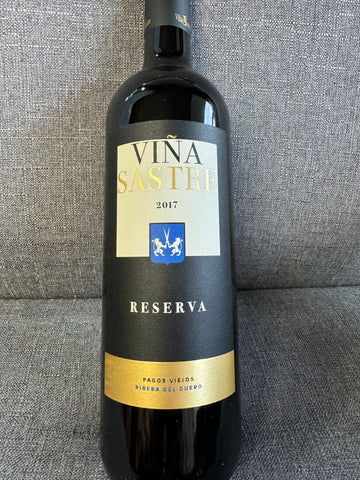 VIÑA
SASTRE
2017
RESERVA
PAGOS VIEJOS
RIBERA DEL DUERO